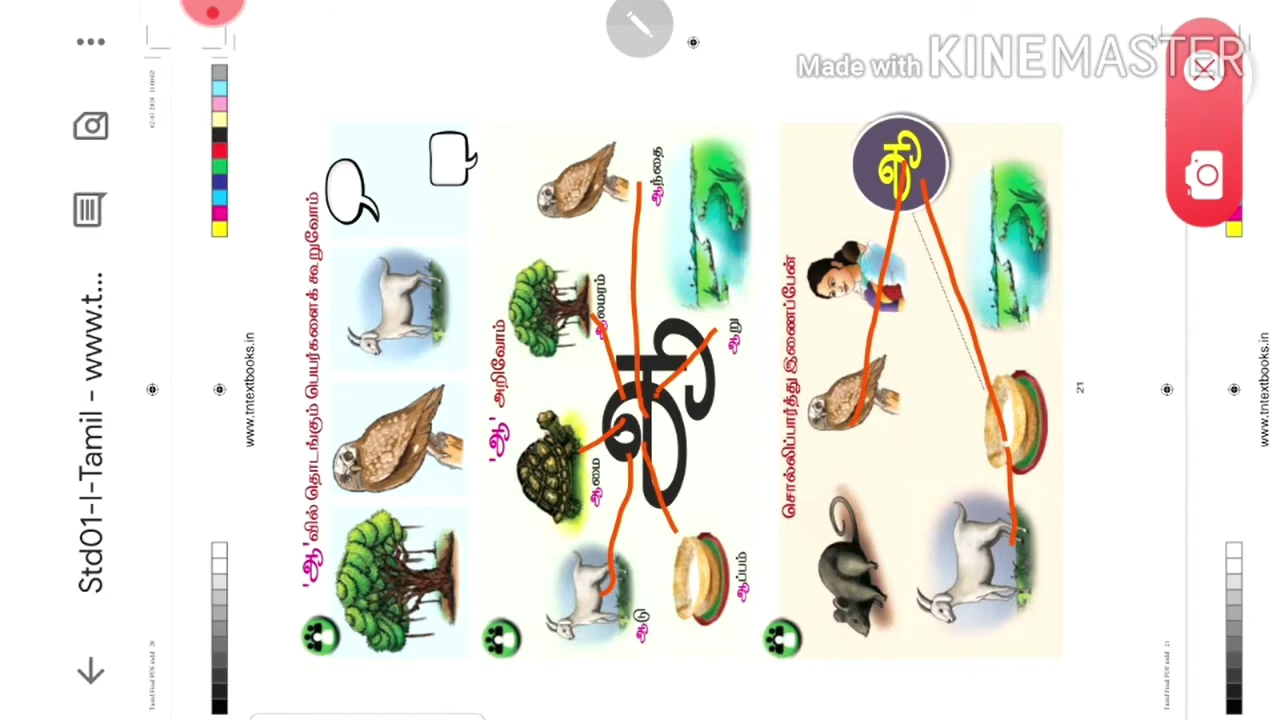 Made with KINEMASTER
Std01-I-Tamil - www.t...
'ஆ'வில் தொடங்கும் பெயர்களைக் கூறுவோம்
'ஆ' அறிவோம்
ஆந்தை
ஆலமரம்
ஆறு
ஆமை
ஆடு
ஆப்பம்
ஆ
சொல்லிப்பார்த்து இணைப்பேன்
ஆ
21
www.tntextbooks.in
www.tntextbooks.in